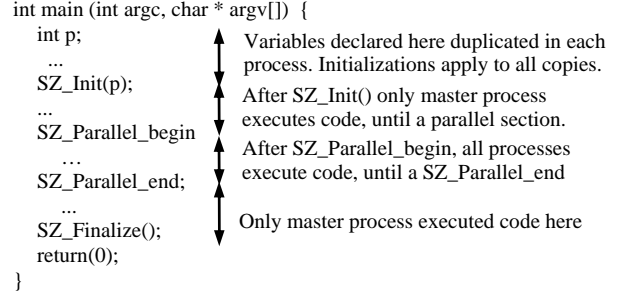 int main (int argc, char * argv[]) {
int p;
...
SZ_Init(p);
...
SZ_Parallel_begin
…
SZ_Parallel_end;
...
SZ_Finalize();
return(0);
}
Variables declared here duplicated in each
process. Initializations apply to all copies.
After SZ_Init() only master process
executes code, until a parallel section.
After SZ_Parallel_begin, all processes
execute code, until a SZ_Parallel_end
Only master process executed code here